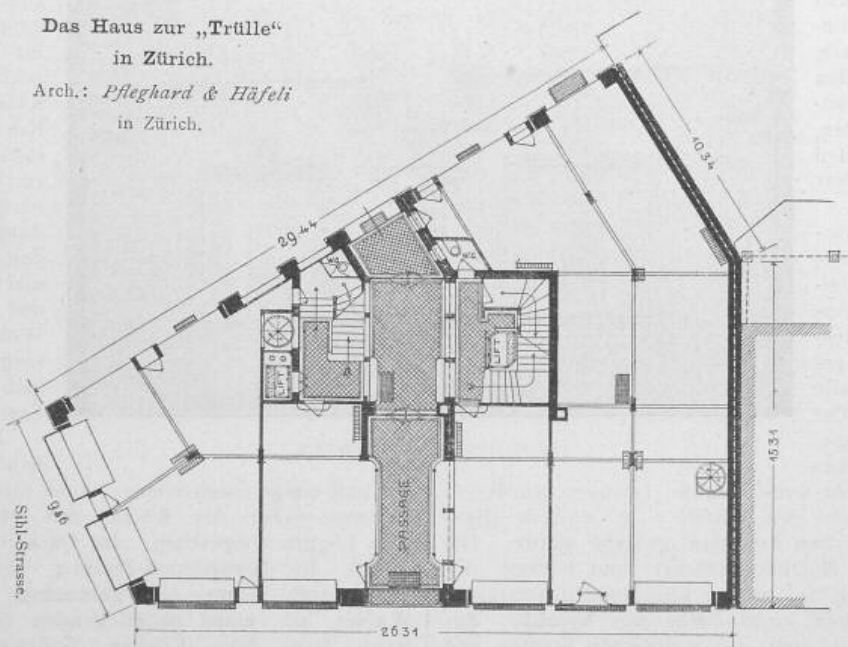 Das Haus zur „Trülle“
in Zürich.
Arch.: Pfleghard & Häfeli
in Zürich.
10.34
29.44
W.C.
W.C.
LIFT
LIFT
PASSAGE
15.31
9.46
Sihl-Strasse.
26.31